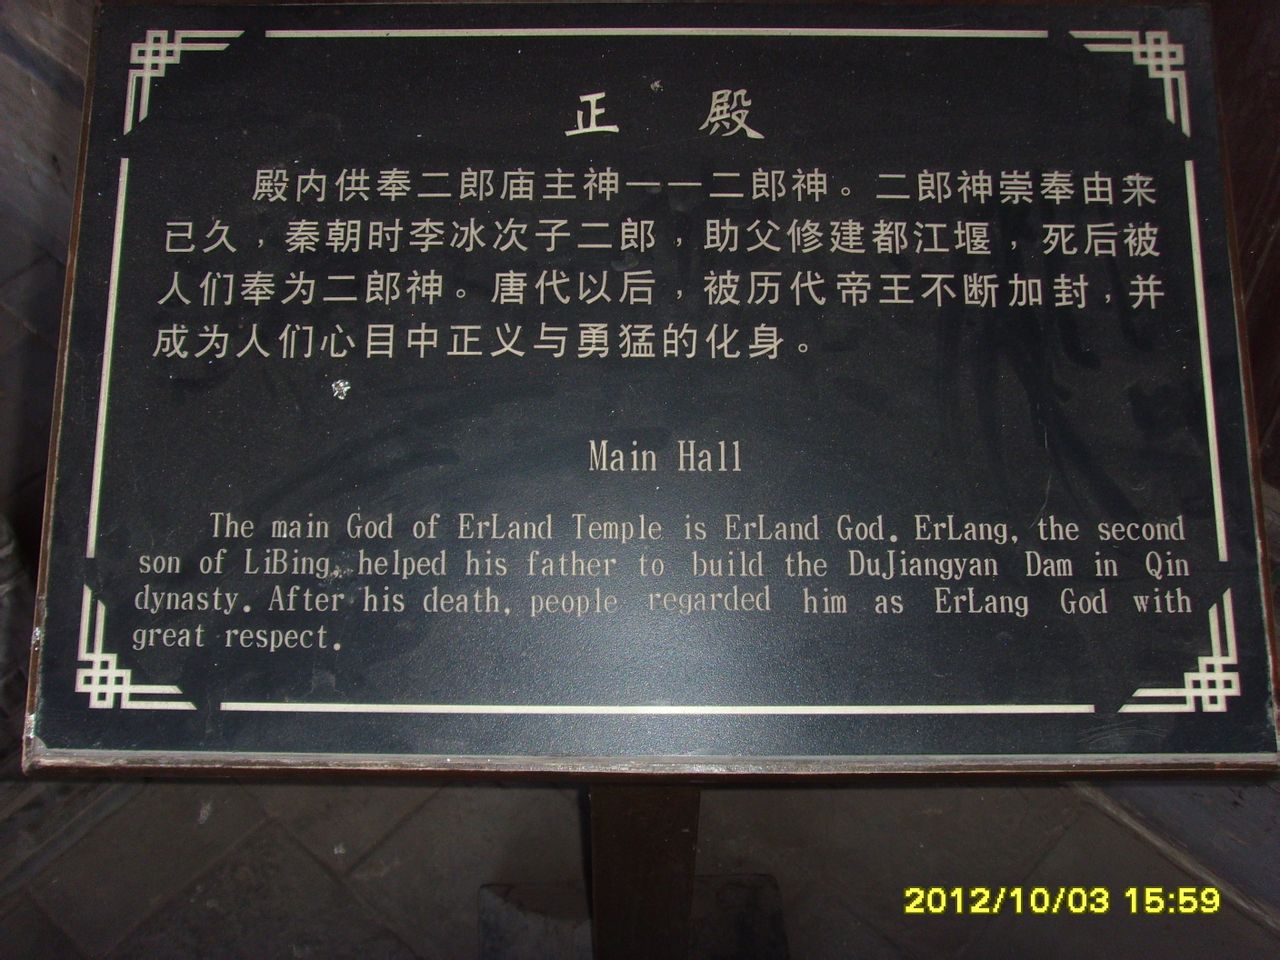 正 殿
殿内供奉二郎庙主神——二郎神。二郎神崇奉由来
己久，秦朝时李冰次子二郎，助父修建都江堰，死后被
人们奉为二郎神。唐代以后，被历代帝王不断加封，并
成为人们心目中正义与勇猛的化身。
Main Hall
The main God of ErLand Temple is ErLand God. ErLang, the second
son of LiBing, helped his father to build the DuJiangyan Dam in Qin
dynasty. After his death, people regarded him as ErLang God with
great respect.
2012/10/03 15:59